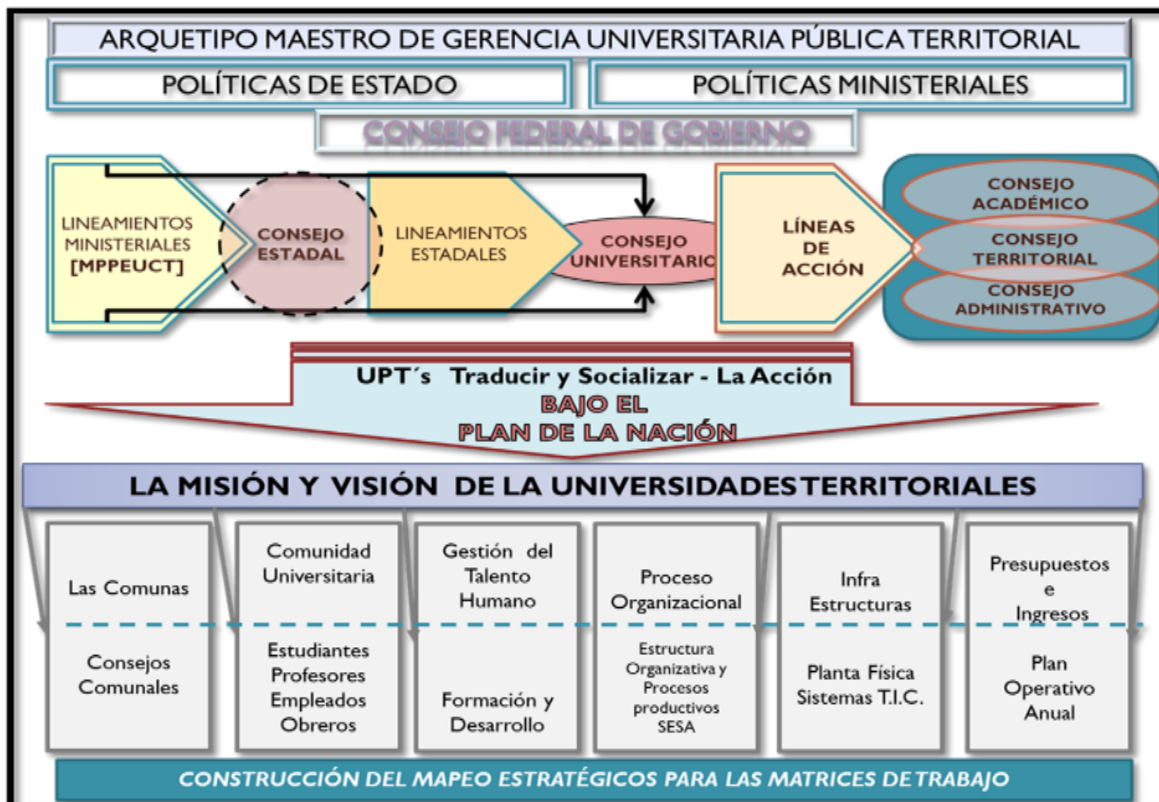 ARQUETIPO MAESTRO DE GERENCIA UNIVERSITARIA PÚBLICA TERRITORIAL
POLÍTICAS DE ESTADO
POLÍTICAS MINISTERIALES
CONSEJO FEDERAL DE GOBIERNO
LINEAMIENTOS
MINISTERIALES
[MPPEUCT]
CONSEJO
ESTADAL
LINEAMIENTOS
ESTADALES
CONSEJO
UNIVERSITARIO
LÍNEAS
DE
ACCIÓN
CONSEJO
ACADÉMICO
CONSEJO
TERRITORIAL
CONSEJO
ADMINISTRATIVO
UPT´s Traducir y Socializar - La Acción
BAJO EL
PLAN DE LA NACIÓN
LA MISIÓN Y VISIÓN DE LA UNIVERSIDADES TERRITORIALES
Las Comunas
Consejos
Comunales
Comunidad
Universitaria
Estudiantes
Profesores
Empleados
Obreros
Gestión del
Talento
Humano
Formación y
Desarrollo
Proceso
Organizacional
Estructura
Organizativa y
Procesos
productivos
SESA
Infra
Estructuras
Planta Física
Sistemas T.I.C.
Presupuestos
e
Ingresos
Plan
Operativo
Anual
CONSTRUCCIÓN DEL MAPEO ESTRATÉGICOS PARA LAS MATRICES DE TRABAJO